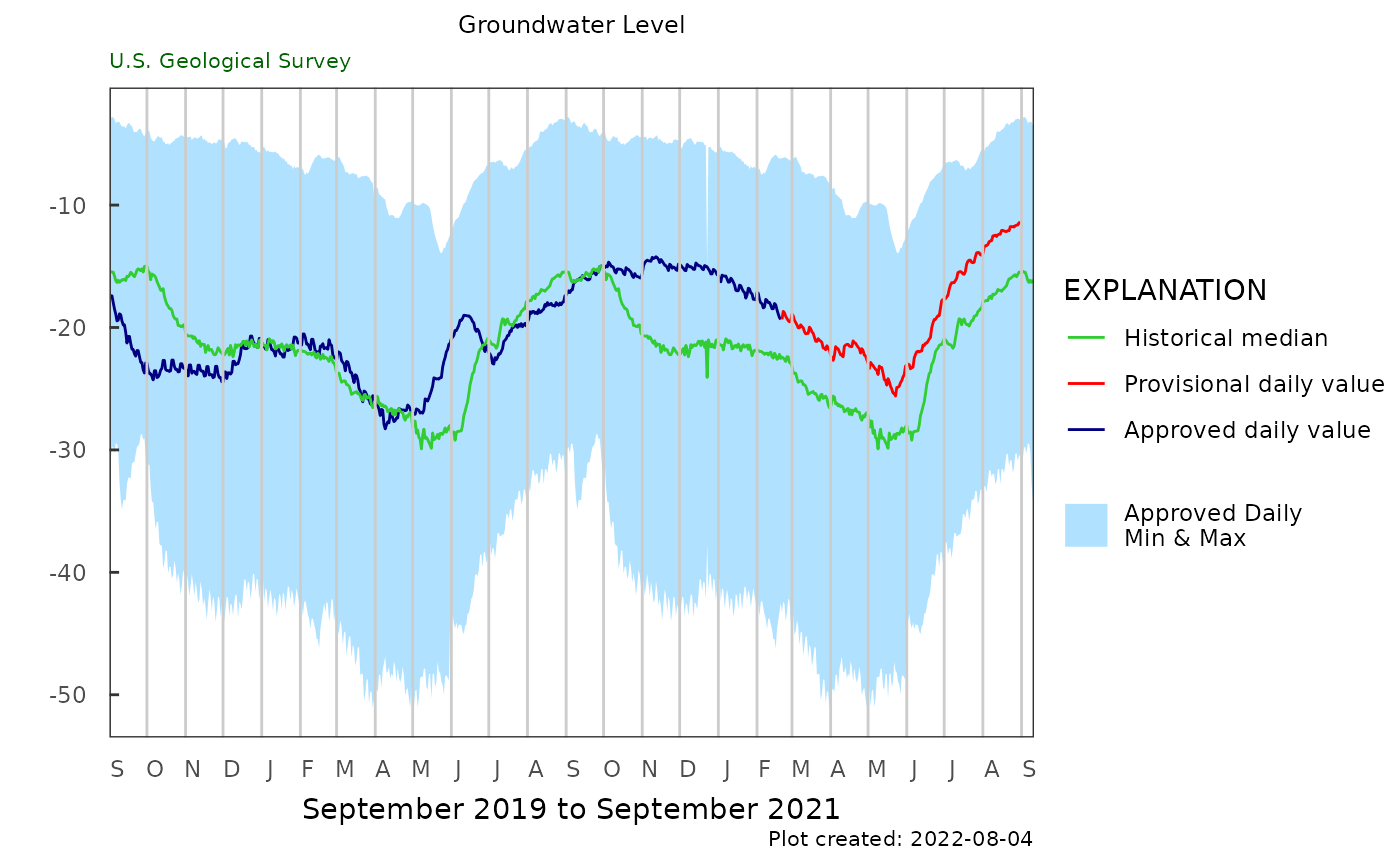 Groundwater Level
U.S. Geological Survey
-10
-20
-30
-40
-50
S O N D J F M A M J J A S O N D J F M A M J J A S
September 2019 to September 2021
Plot created: 2022-08-04
EXPLANATION
Historical median
Provisional daily value
Approved daily value
Approved Daily
Min & Max